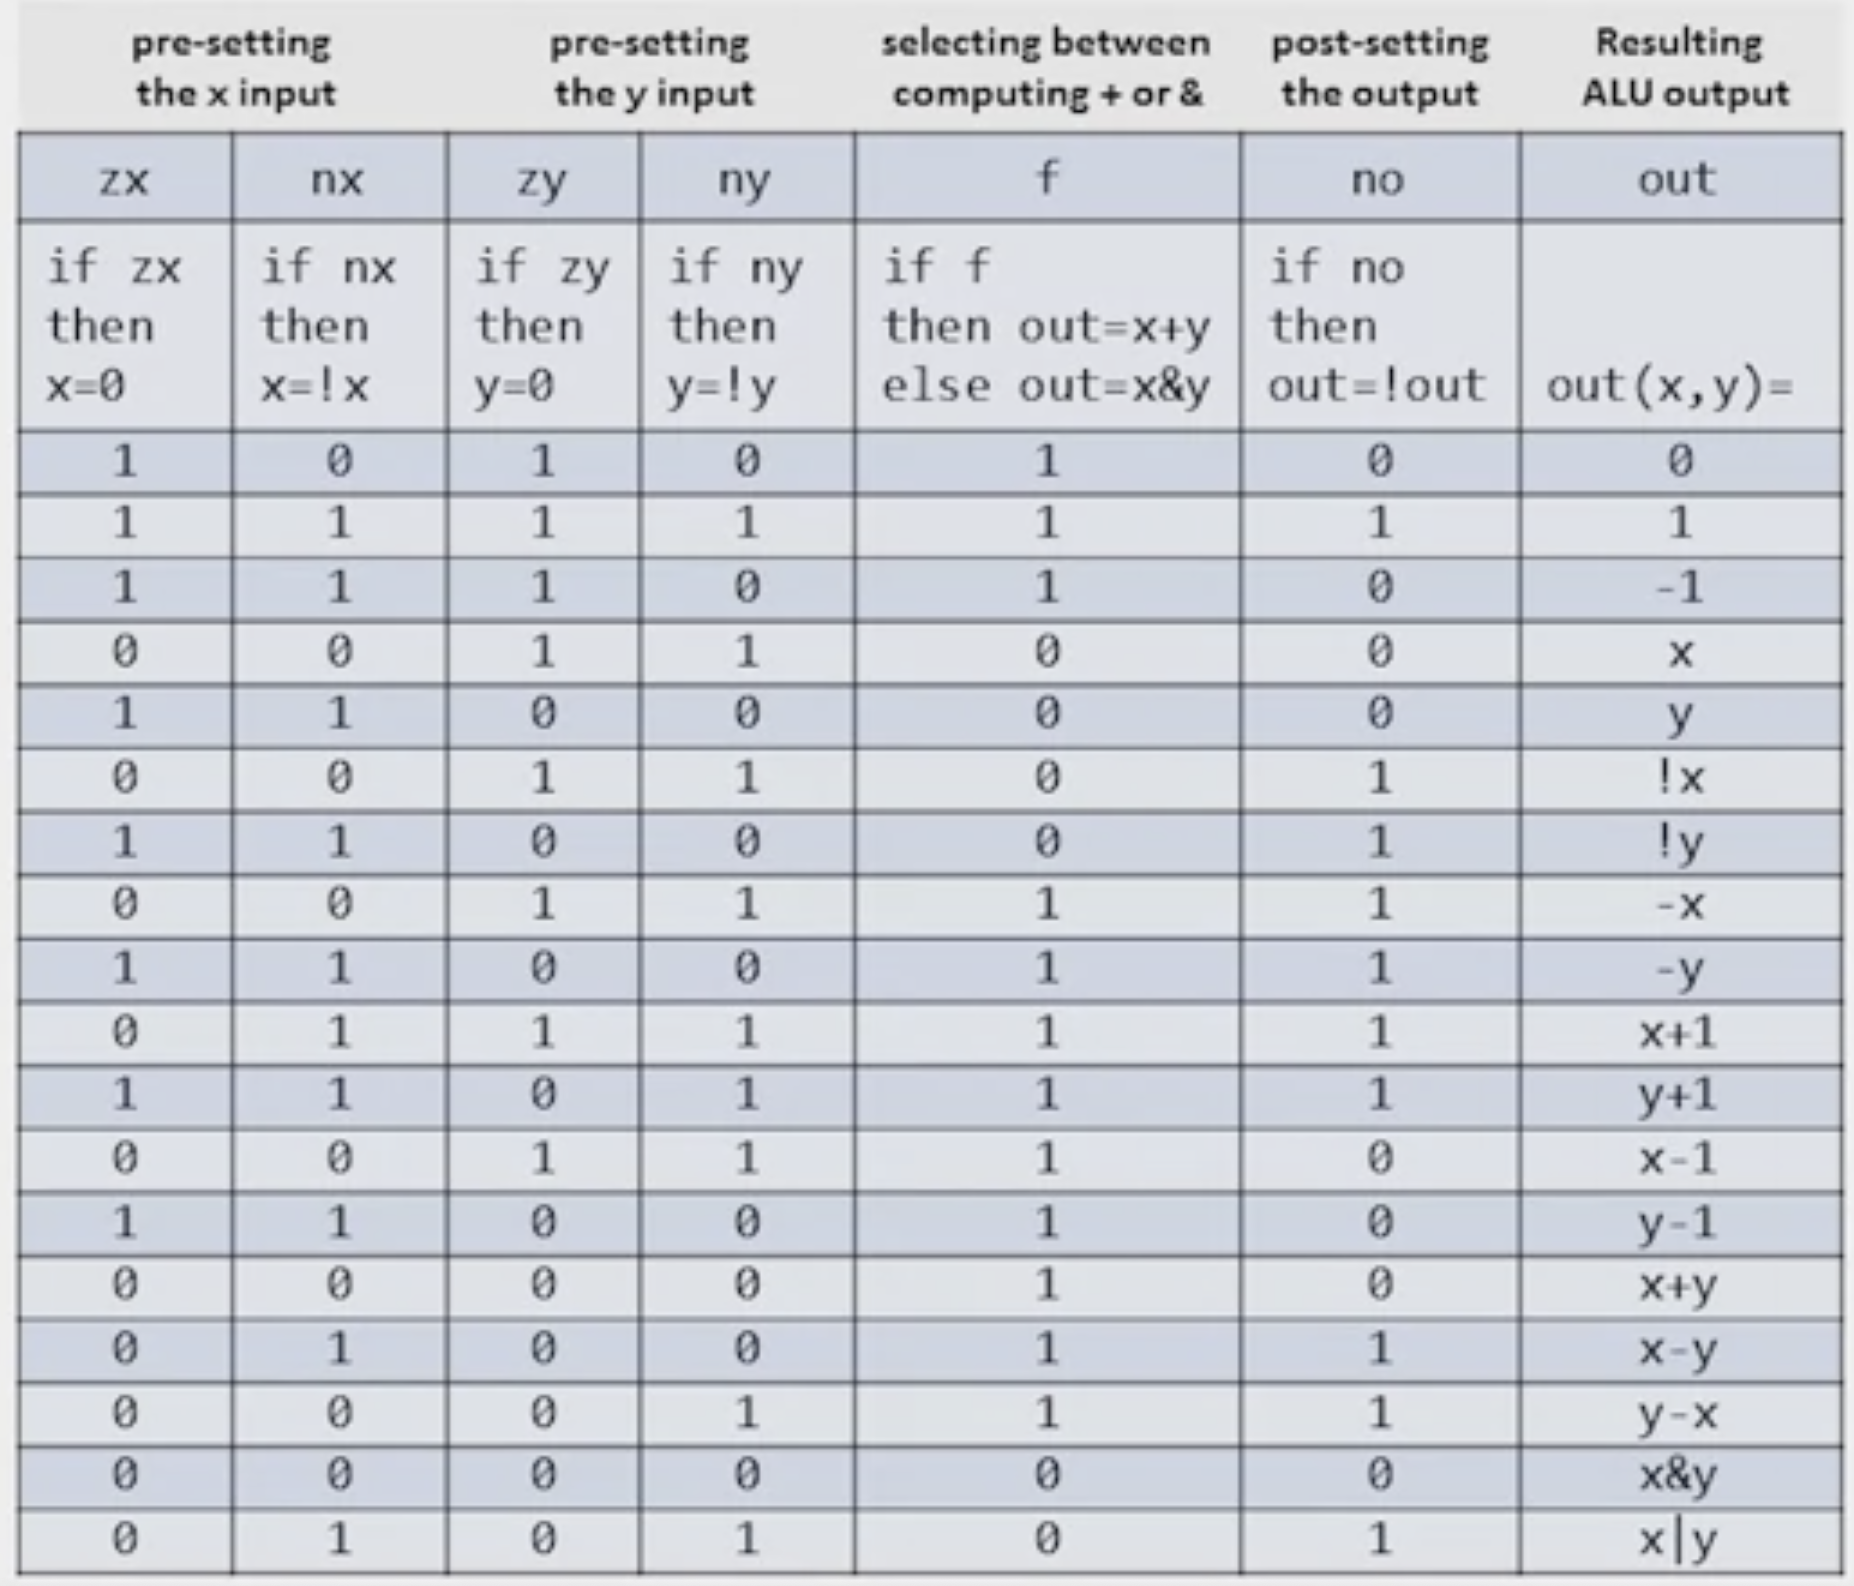 pre-setting the x input pre-setting the y input selecting between computing + or & post-setting the output Resulting ALU output
zx nx zy ny f no out
if zx then x=0 if nx then x=!x if zy then y=0 if ny then y=!y if f then out=x+y else out=x&y if no then out=!out out(x,y)=
1 0 1 0 1 0 0
1 1 1 1 1 1 1
1 1 1 0 1 0 -1
0 0 1 1 0 0 x
1 1 0 0 0 0 y
0 0 1 1 0 1 !x
1 1 0 0 0 1 !y
0 0 1 1 1 1 -x
1 1 0 0 1 1 -y
0 1 1 1 1 1 x+1
1 1 0 1 1 1 y+1
0 0 1 1 1 0 x-1
1 1 0 0 1 0 y-1
0 0 0 0 1 0 x+y
0 1 0 0 1 1 x-y
0 0 0 1 1 1 y-x
0 0 0 0 0 0 x&y
0 1 0 1 0 1 x|y